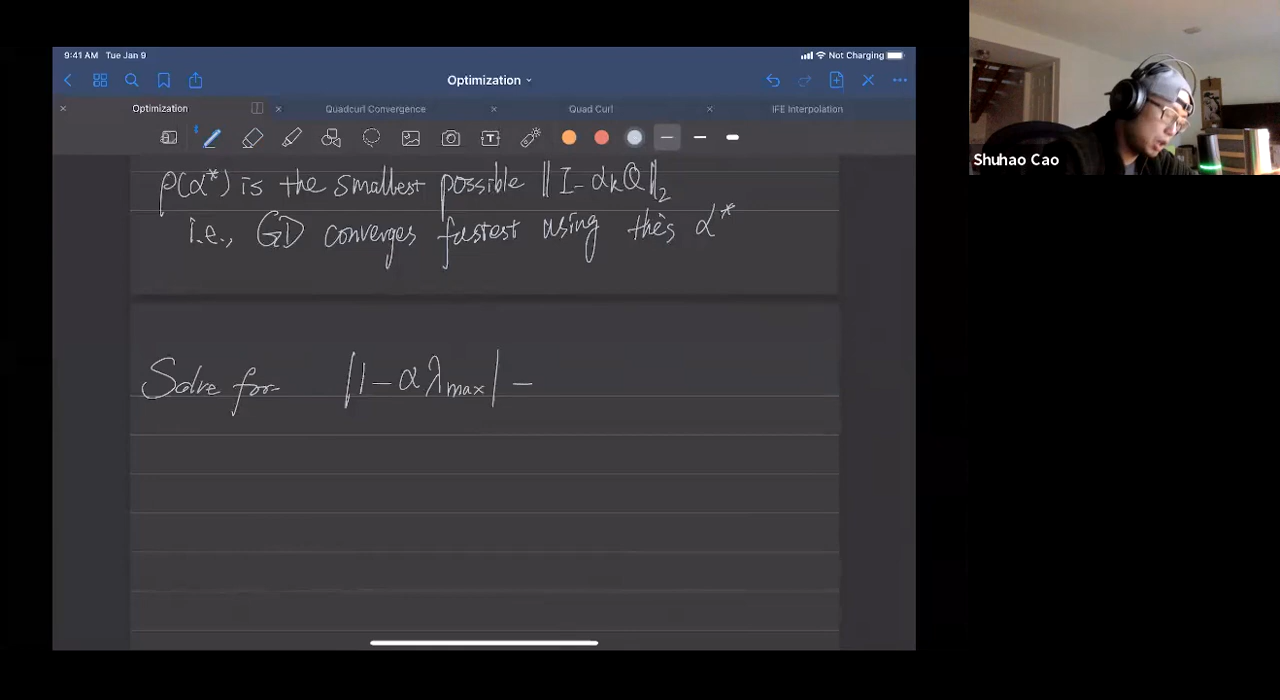 9:41 AM Tue Jan 9
Not Charging
Optimization
Optimization
Quadcurl Convergence
Quad Curl
IFE Interpolation
T
ρ(α*) is the smallest possible ‖I-αₖQ‖₂
i.e., GD converges fastest using this α*
Solve for |1-αλmax| -
Shuhao Cao